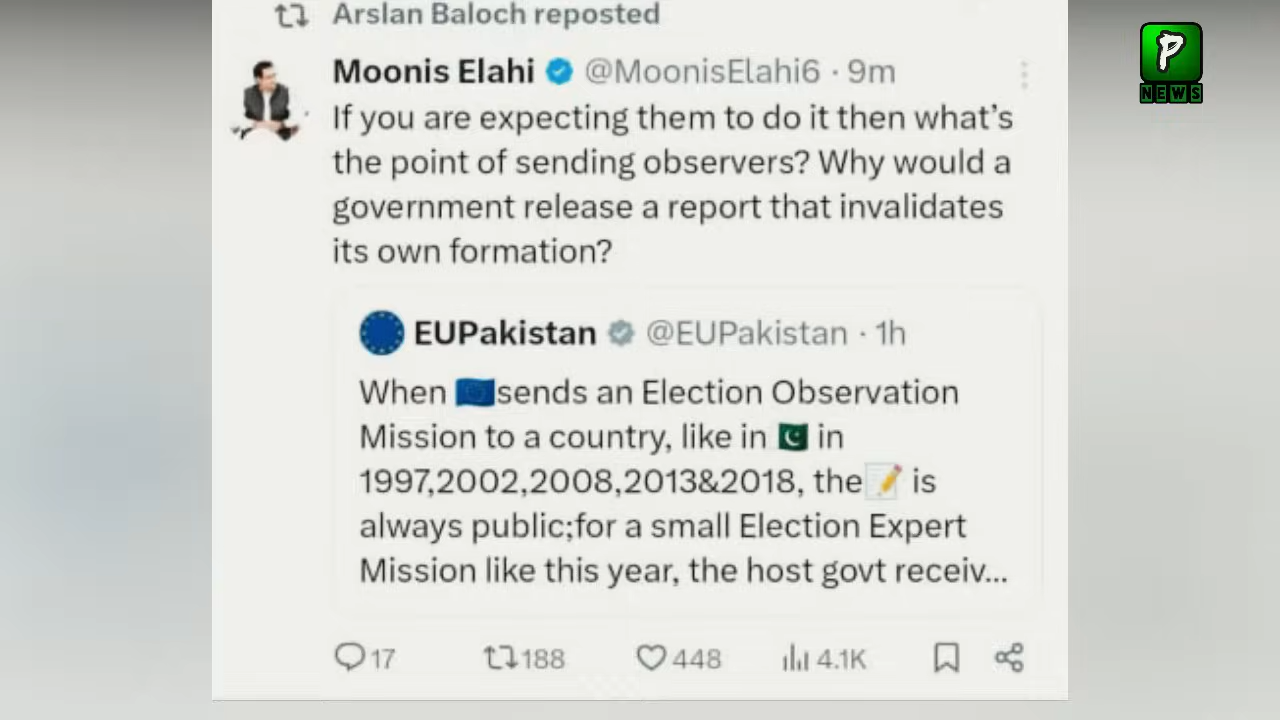 Arslan Baloch reposted
Moonis Elahi @MoonisElahi6 · 9m
If you are expecting them to do it then what's
the point of sending observers? Why would a
government release a report that invalidates
its own formation?
EUPakistan @EUPakistan · 1h
When 🇪🇺sends an Election Observation
Mission to a country, like in 🇵🇰 in
1997,2002,2008,2013&2018, the📝 is
always public;for a small Election Expert
Mission like this year, the host govt receiv...
17 188 448 4.1K
P
NEWS